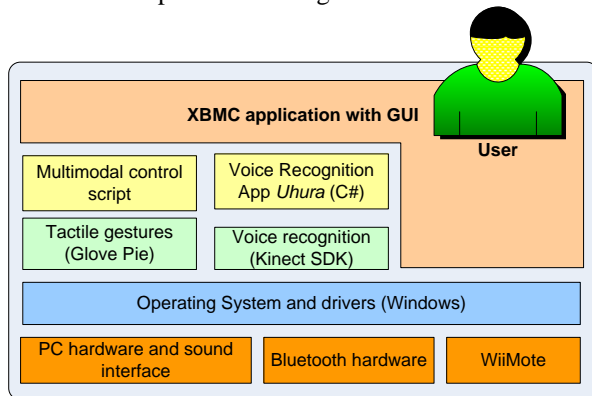 XBMC application with GUI
User
Multimodal control
script
Voice Recognition
App Uhura (C#)
Tactile gestures
(Glove Pie)
Voice recognition
(Kinect SDK)
Operating System and drivers (Windows)
PC hardware and sound
interface
Bluetooth hardware
WiiMote